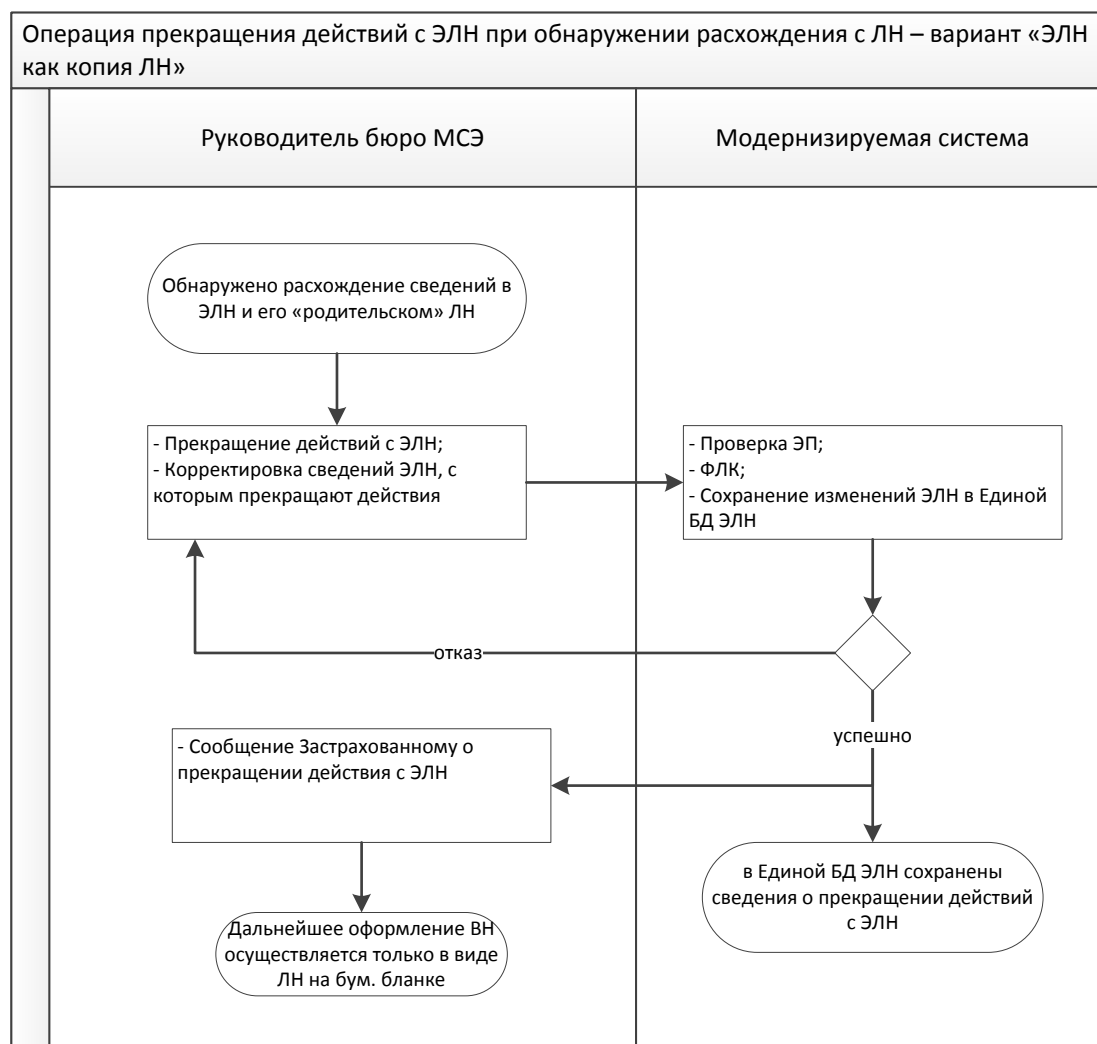 Операция прекращения действий с ЭЛН при обнаружении расхождения с ЛН – вариант «ЭЛН
как копия ЛН»
Руководитель бюро МСЭ
Модернизируемая система
Обнаружено расхождение сведений в
ЭЛН и его «родительском» ЛН
- Прекращение действий с ЭЛН;
- Корректировка сведений ЭЛН, с
которым прекращают действия
- Проверка ЭП;
- ФЛК;
- Сохранение изменений ЭЛН в Единой
БД ЭЛН
отказ
успешно
- Сообщение Застрахованному о
прекращении действия с ЭЛН
в Единой БД ЭЛН сохранены
сведения о прекращении действий
с ЭЛН
Дальнейшее оформление ВН
осуществляется только в виде
ЛН на бум. бланке